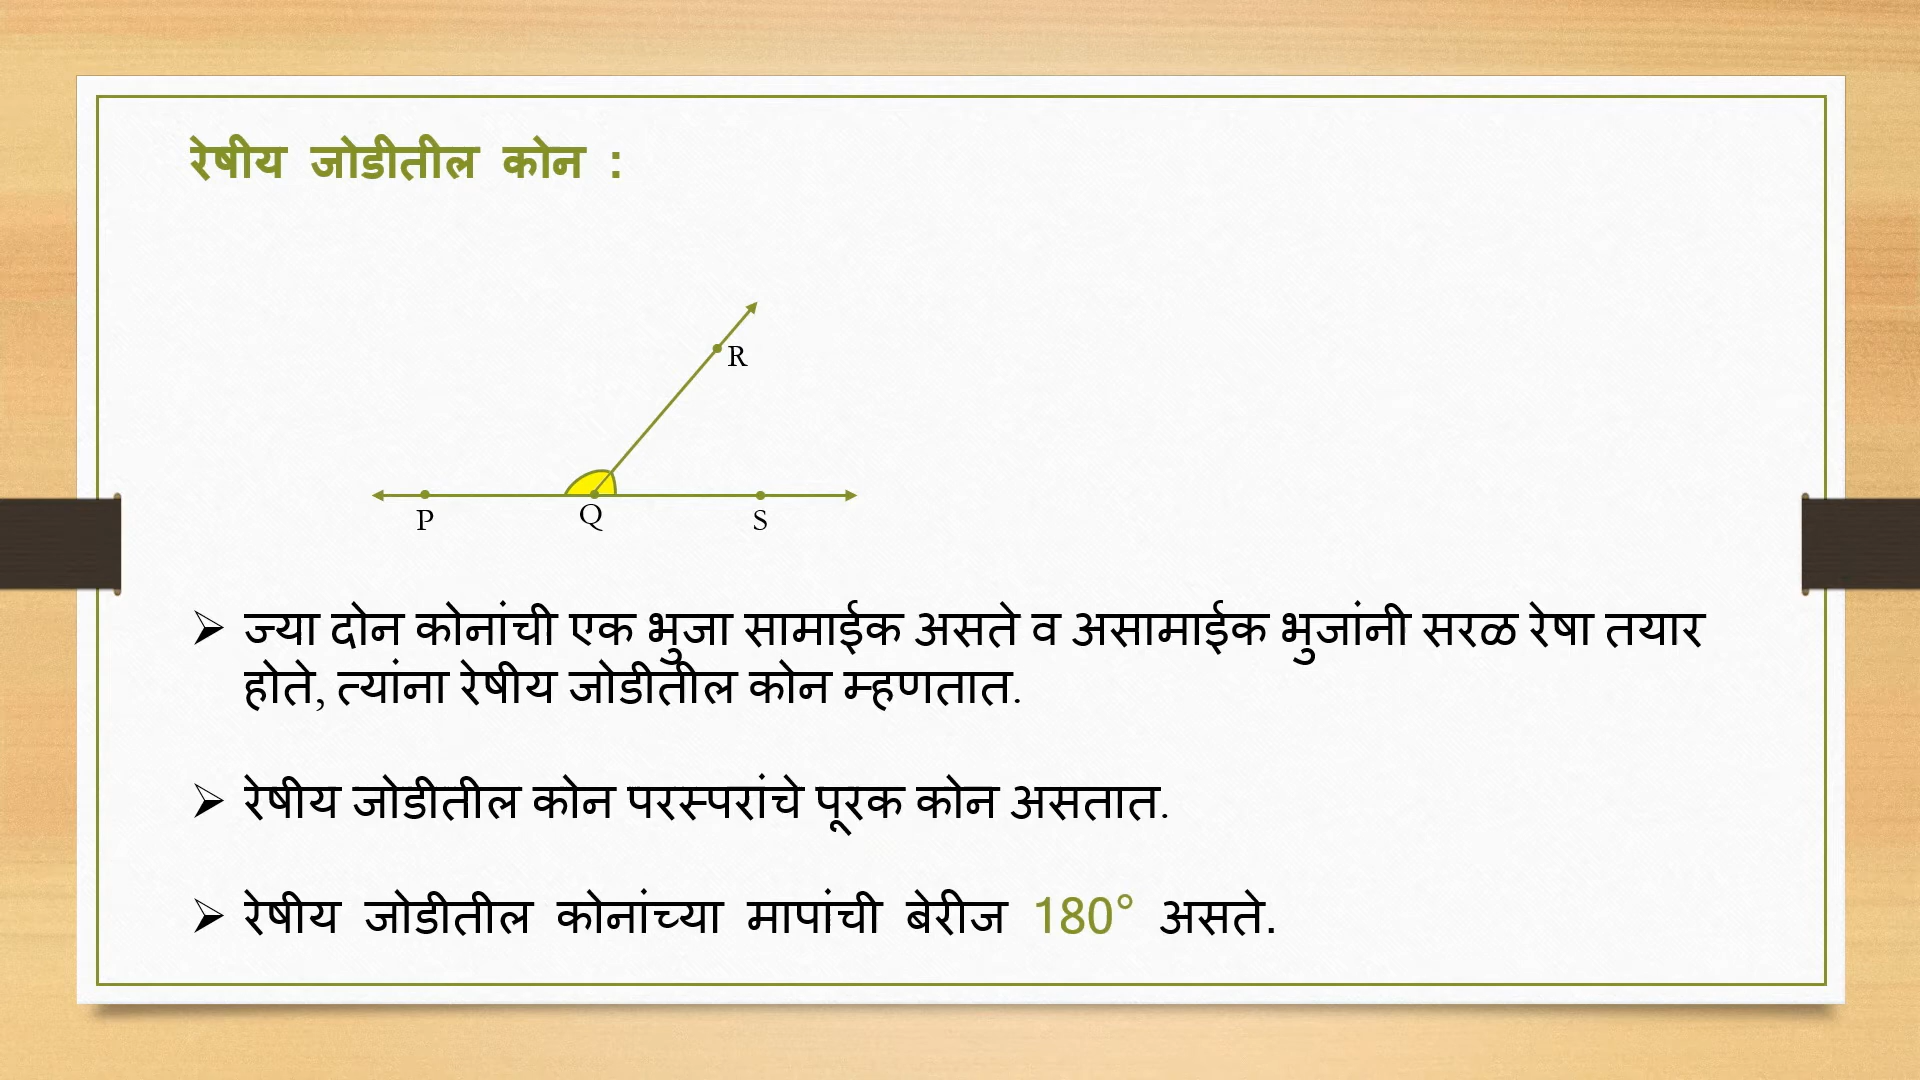 रेषीय जोडीतील कोन :
R
P Q S
➢ ज्या दोन कोनांची एक भुजा सामाईक असते व असामाईक भुजांनी सरळ रेषा तयार
होते, त्यांना रेषीय जोडीतील कोन म्हणतात.
➢ रेषीय जोडीतील कोन परस्परांचे पूरक कोन असतात.
➢ रेषीय जोडीतील कोनांच्या मापांची बेरीज 180° असते.